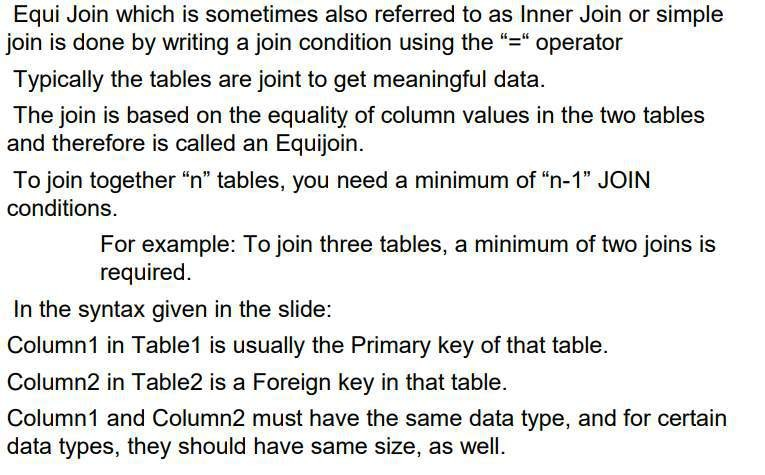 Equi Join which is sometimes also referred to as Inner Join or simple
join is done by writing a join condition using the “=“ operator
Typically the tables are joint to get meaningful data.
The join is based on the equality of column values in the two tables
and therefore is called an Equijoin.
To join together “n” tables, you need a minimum of “n-1” JOIN
conditions.
For example: To join three tables, a minimum of two joins is
required.
In the syntax given in the slide:
Column1 in Table1 is usually the Primary key of that table.
Column2 in Table2 is a Foreign key in that table.
Column1 and Column2 must have the same data type, and for certain
data types, they should have same size, as well.